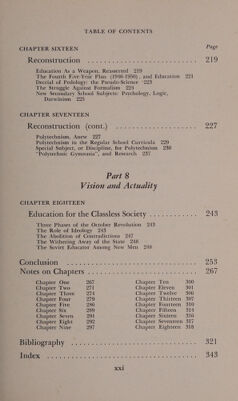 TABLE OF CONTENTS
CHAPTER SIXTEEN Page
Reconstruction 219
Education As a Weapon, Reasserted 219
The Fourth Five-Year Plan (1946-1950), and Education 221
Decrial of Pedology: the Pseudo-Science 223
The Struggle Against Formalism 224
New Secondary School Subjects: Psychology, Logic,
Darwinism 225
CHAPTER SEVENTEEN
Reconstruction (cont.) 227
Polytechnism, Anew 227
Polytechnism in the Regular School Curricula 229
Special Subject, or Discipline, for Polytechnism 230
"Polytechnic Gymnasia", and Research 237
Part 8
Vision and Actuality
CHAPTER EIGHTEEN
Education for the Classless Society 243
Three Phases of the October Revolution 243
The Role of Ideology 245
The Abolition of Contradictions 247
The Withering Away of the State 248
The Soviet Educator Among New Men 248
Conclusion 253
Notes on Chapters 267
Chapter One 267 Chapter Ten 300
Chapter Two 271 Chapter Eleven 301
Chapter Three 274 Chapter Twelve 306
Chapter Four 279 Chapter Thirteen 307
Chapter Five 286 Chapter Fourteen 310
Chapter Six 289 Chapter Fifteen 314
Chapter Seven 291 Chapter Sixteen 316
Chapter Eight 292 Chapter Seventeen 317
Chapter Nine 297 Chapter Eighteen 318
Bibliography 321
Index 343
xxi